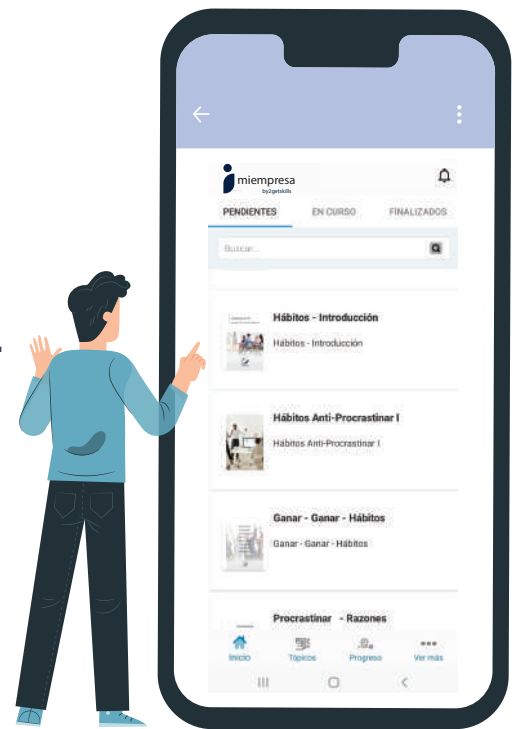 miempresa
by2getskills
PENDIENTES EN CURSO FINALIZADOS
Buscar...
Hábitos - Introducción
Hábitos - Introducción
Hábitos Anti-Procrastinar I
Hábitos Anti-Procrastinar I
Ganar - Ganar - Hábitos
Ganar - Ganar - Hábitos
Procrastinar - Razones
Inicio Tópicos Progreso Ver más